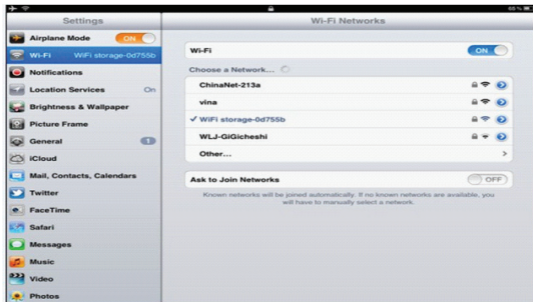 69 %
Settings
Wi-Fi Networks
Airplane Mode ON
Wi-Fi WiFi storage-0d755b
Notifications
Location Services On
Brightness & Wallpaper
Picture Frame
General 1
iCloud
Mail, Contacts, Calendars
Twitter
FaceTime
Safari
Messages
Music
Video
Photos
Wi-Fi ON
Choose a Network...
ChinaNet-213a
vina
WiFi storage-0d755b
WLJ-GiGicheshi
Other...
Ask to Join Networks OFF
Known networks will be joined automatically. If no known networks are available, you
will have to manually select a network.